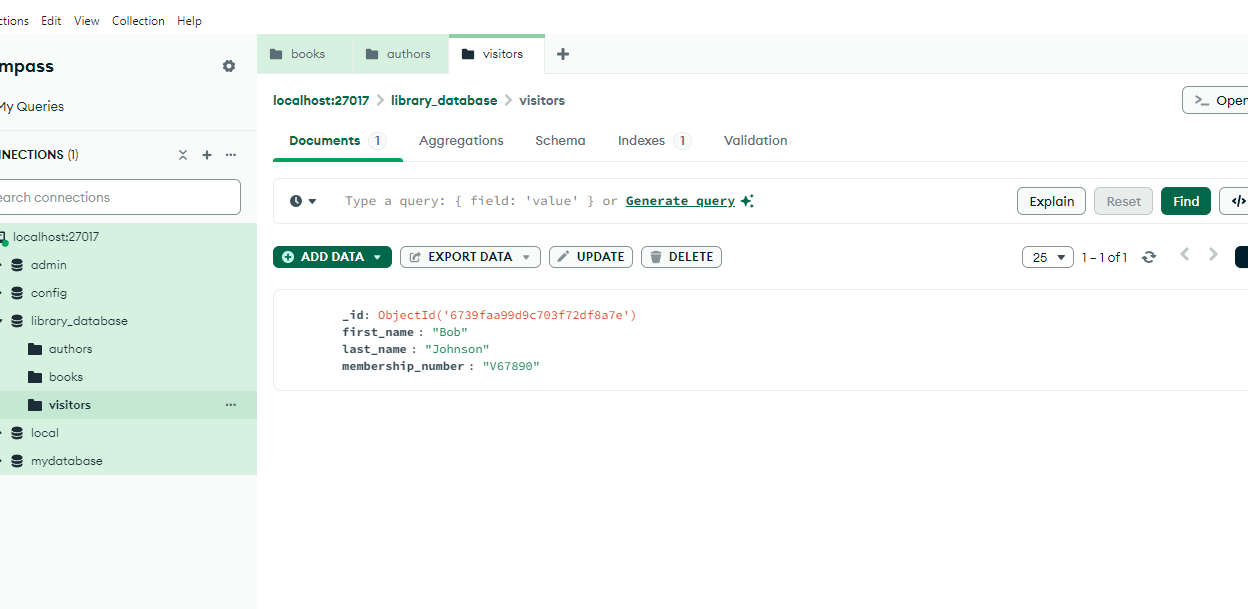 ctions Edit View Collection Help
mpass
books authors visitors
localhost:27017 library_database visitors
My Queries
>_ Open
Documents 1 Aggregations Schema Indexes 1 Validation
NNECTIONS (1)
earch connections
Type a query: { field: 'value' } or Generate query
Explain Reset Find </>
localhost:27017
admin
config
library_database
authors
books
visitors
local
mydatabase
ADD DATA EXPORT DATA UPDATE DELETE
25 1–1 of 1
_id: ObjectId('6739faa99d9c703f72df8a7e')
first_name : "Bob"
last_name : "Johnson"
membership_number : "V67890"